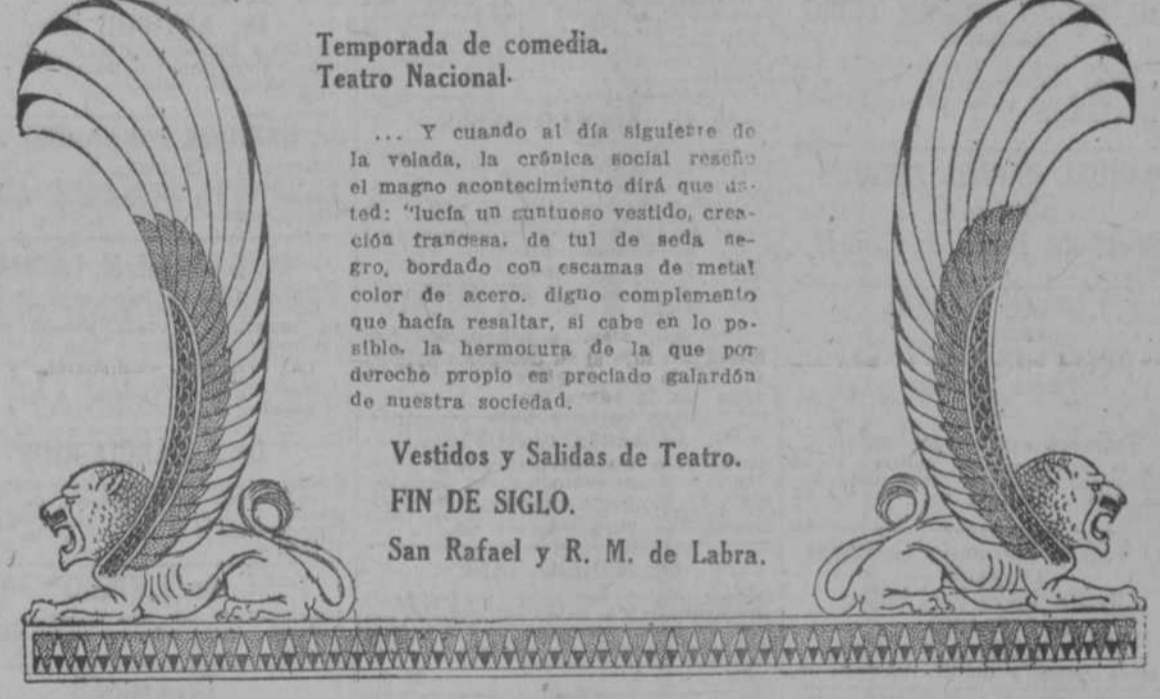 Temporada de comedia.
Teatro Nacional.
... Y cuando al día siguiente de
la velada, la crónica social reseñe
el magno acontecimiento dirá que us-
ted: "lucía un suntuoso vestido, crea-
ción francesa, de tul de seda ne-
gro, bordado con escamas de metal
color de acero, digno complemento
que hacía resaltar, si cabe en lo po-
sible, la hermosura de la que por
derecho propio es preciado galardón
de nuestra sociedad.
Vestidos y Salidas de Teatro.
FIN DE SIGLO.
San Rafael y R. M. de Labra.